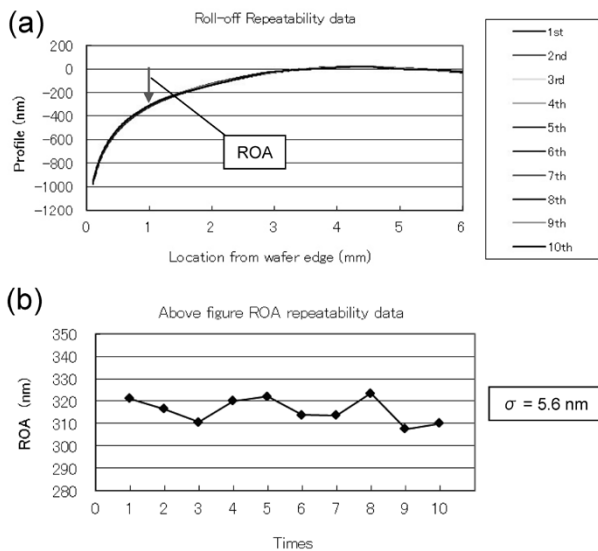 (a)
Roll-off Repeatability data
Profile (nm)
200
0
-200
-400
-600
-800
-1000
-1200
ROA
0 1 2 3 4 5 6
Location from wafer edge (mm)
1st
2nd
3rd
4th
5th
6th
7th
8th
9th
10th
(b)
Above figure ROA repeatability data
ROA (nm)
350
340
330
320
310
300
290
280
0 1 2 3 4 5 6 7 8 9 10
Times
σ = 5.6 nm